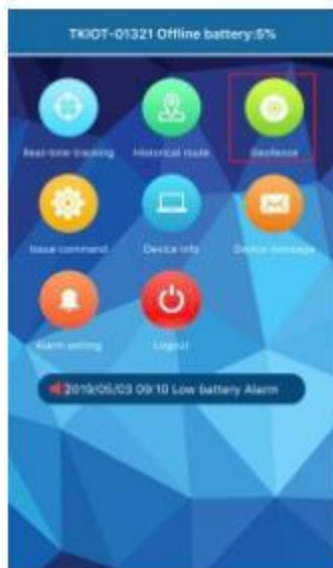 TKIOT-01321 Offline battery:5%
Real-time tracking Historical route Geofence
Issue command Device info Device message
Alarm setting Logout
2019/05/03 09:10 Low battery Alarm